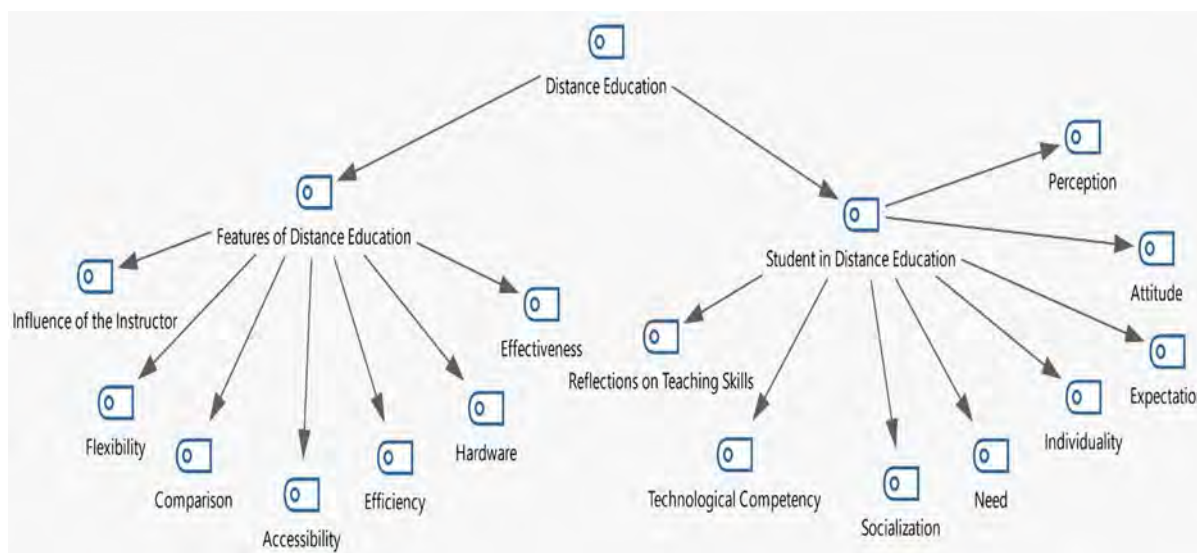 Distance Education
Perception
Features of Distance Education
Student in Distance Education
Attitude
Influence of the Instructor
Effectiveness
Reflections on Teaching Skills
Expectatio
Flexibility
Hardware
Individuality
Comparison
Efficiency
Technological Competency
Need
Accessibility
Socialization